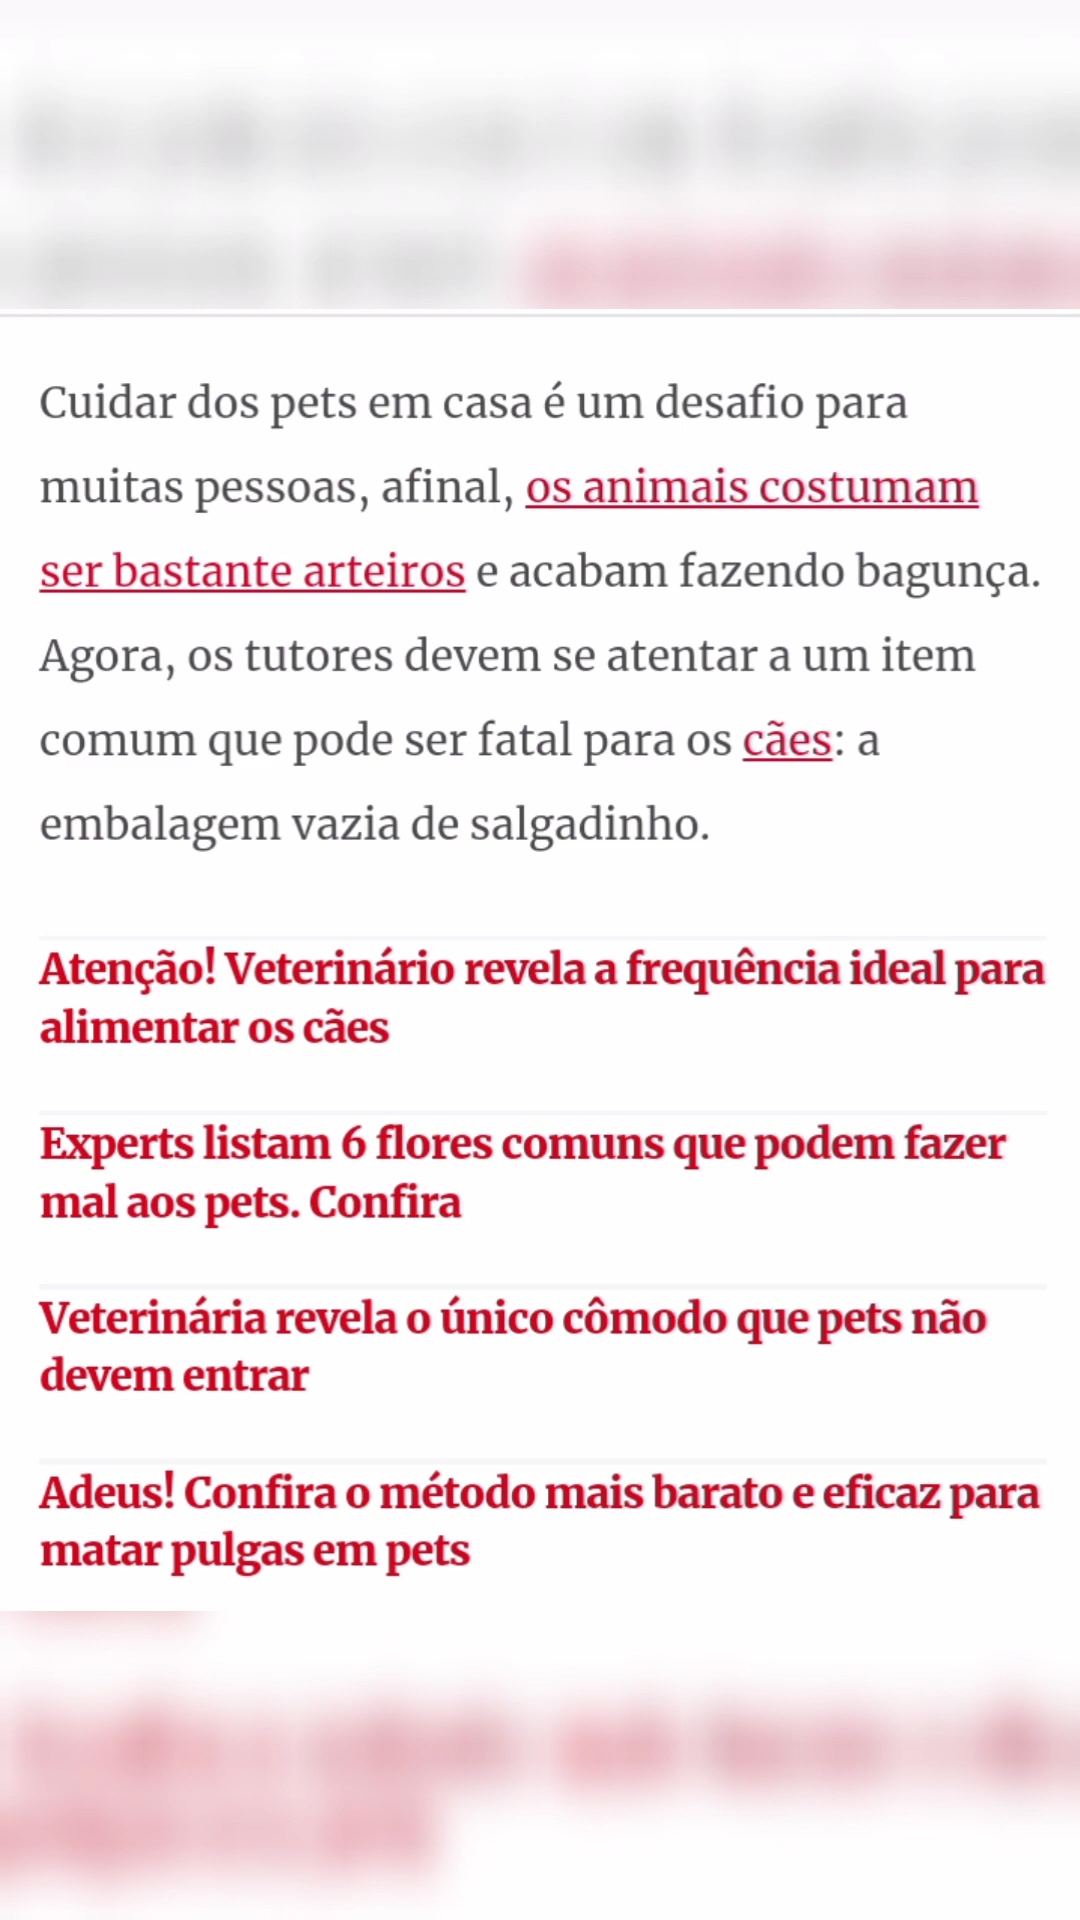 Cuidar dos pets em casa é um desafio para
muitas pessoas, afinal, os animais costumam
ser bastante arteiros e acabam fazendo bagunça.
Agora, os tutores devem se atentar a um item
comum que pode ser fatal para os cães: a
embalagem vazia de salgadinho.
Atenção! Veterinário revela a frequência ideal para
alimentar os cães
Experts listam 6 flores comuns que podem fazer
mal aos pets. Confira
Veterinária revela o único cômodo que pets não
devem entrar
Adeus! Confira o método mais barato e eficaz para
matar pulgas em pets